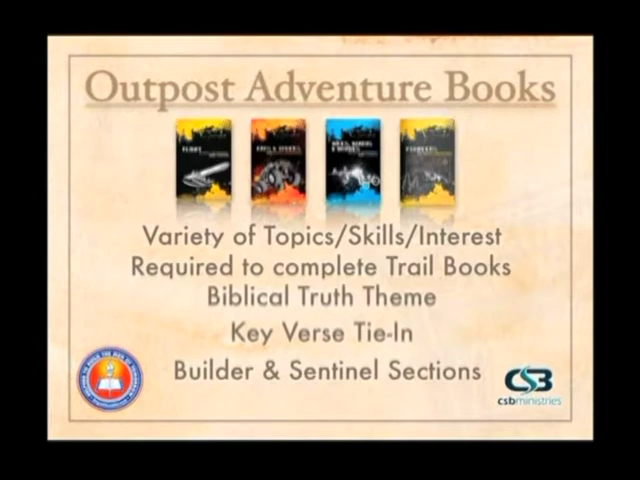 Outpost Adventure Books
Variety of Topics/Skills/Interest
Required to complete Trail Books
Biblical Truth Theme
Key Verse Tie-In
Builder & Sentinel Sections
CSB
csbministries